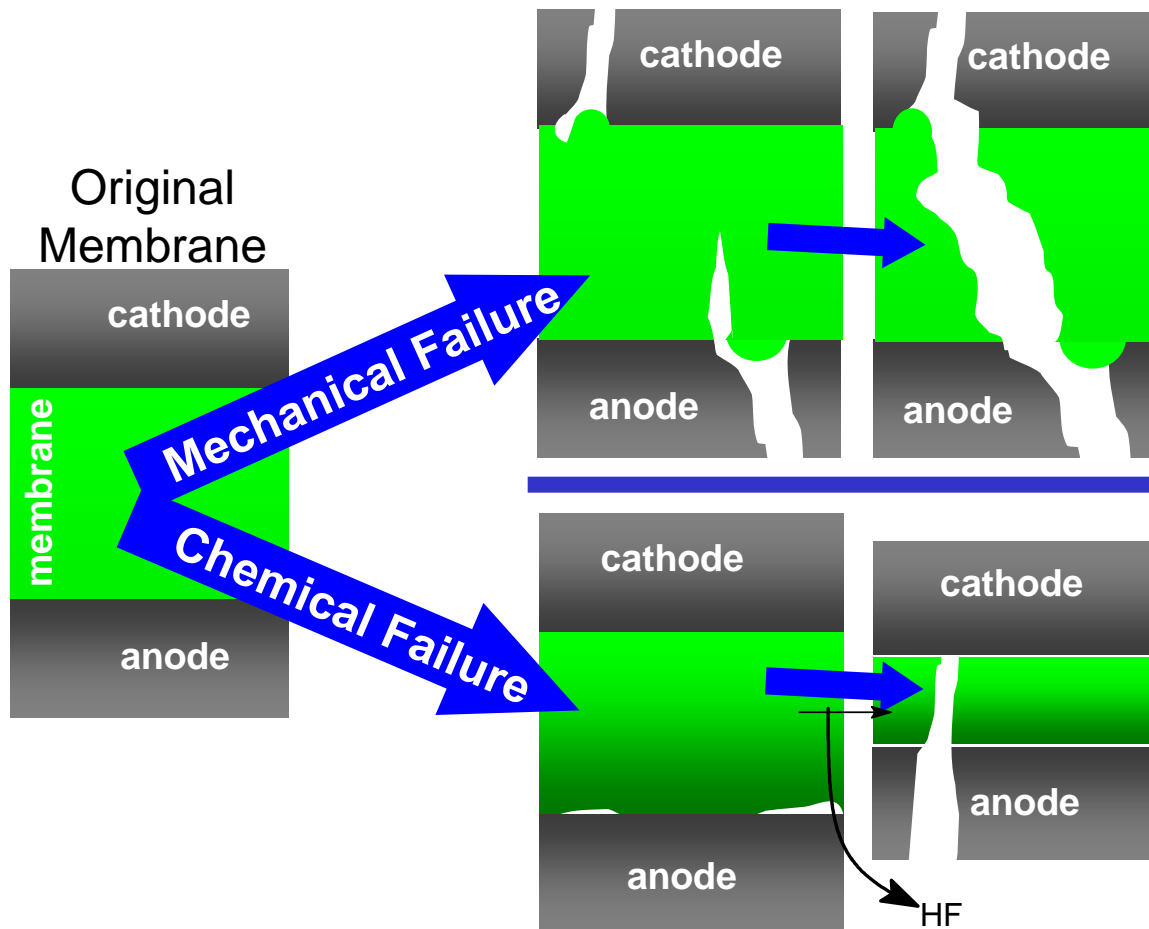 Original
Membrane
cathode
membrane
anode
Mechanical Failure
Chemical Failure
cathode
anode
cathode
anode
cathode
anode
cathode
anode
HF